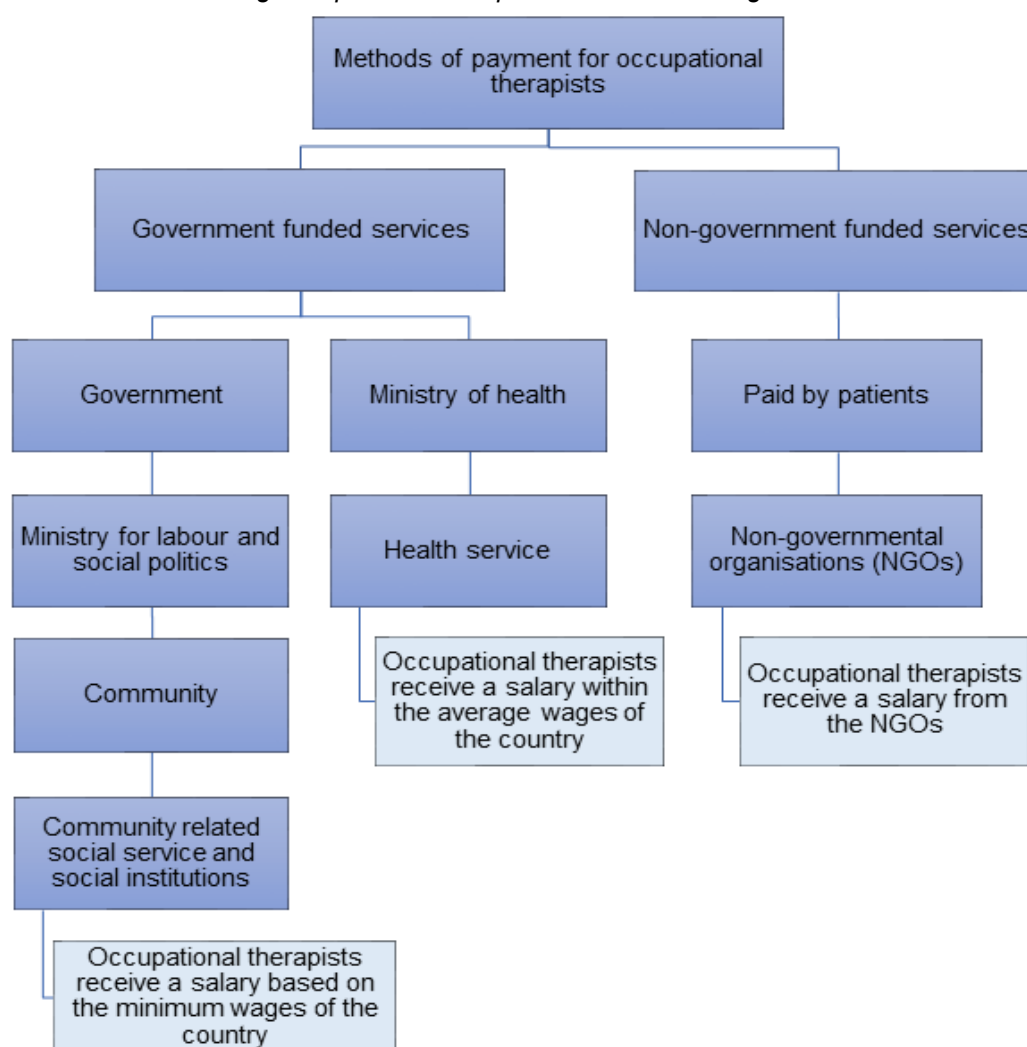 Methods of payment for occupational
therapists
Government funded services
Non-government funded services
Government
Ministry of health
Paid by patients
Ministry for labour and
social politics
Health service
Non-governmental
organisations (NGOs)
Community
Occupational therapists
receive a salary within
the average wages of
the country
Occupational therapists
receive a salary from
the NGOs
Community related
social service and
social institutions
Occupational therapists
receive a salary based on
the minimum wages of the
country